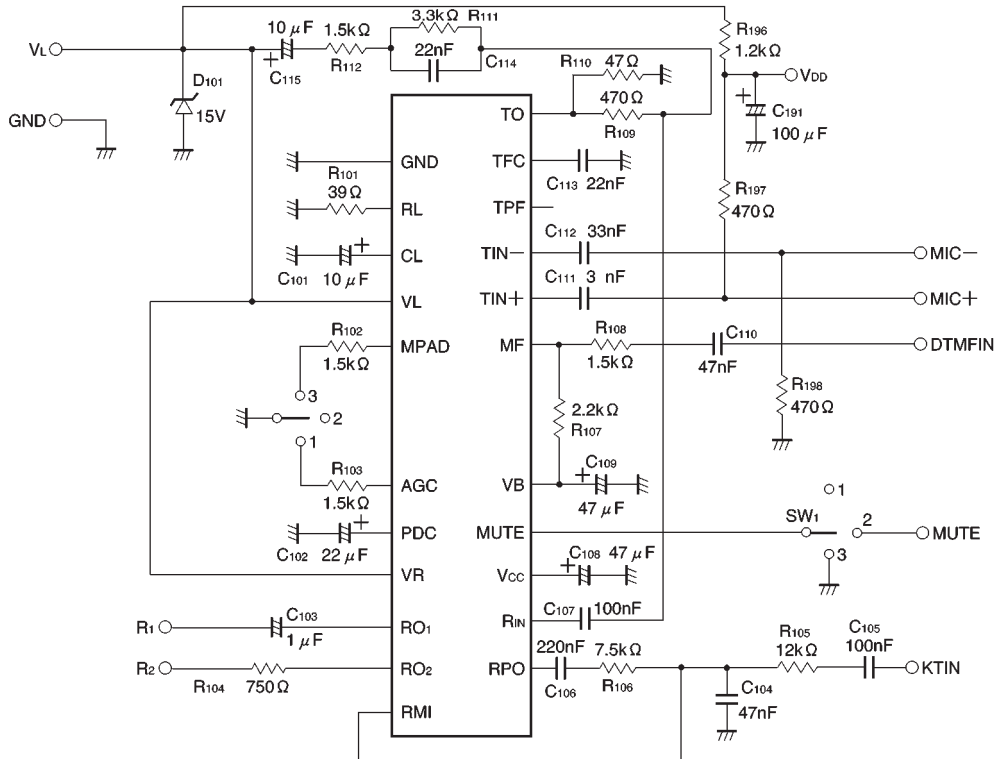 10 μF
1.5kΩ
3.3kΩ R111
VL
+
C115
R112
22nF
C114
R196
1.2kΩ
R110
47Ω
VDD
D101
15V
TO
470Ω
R109
+
C191
100 μF
GND
GND
TFC
C113 22nF
R101
39Ω
RL
TPF
R197
470Ω
C112 33nF
CL
+
C101 10 μF
TIN−
MIC−
C111 3 nF
VL
TIN+
MIC+
R102
MPAD
1.5kΩ
MF
R108
1.5kΩ
C110
47nF
DTMFIN
3
2
1
2.2kΩ
R107
R198
470Ω
R103
AGC
1.5kΩ
VB
+
C109
47 μF
1
SW1
2
3
PDC
+
C102 22 μF
MUTE
MUTE
VR
VCC
+
C108 47 μF
C107 100nF
R1
C103
1 μF
RO1
RIN
R2
R104
750Ω
RO2
RPO
220nF
C106
7.5kΩ
R106
R105
12kΩ
C105
100nF
KTIN
C104
47nF
RMI